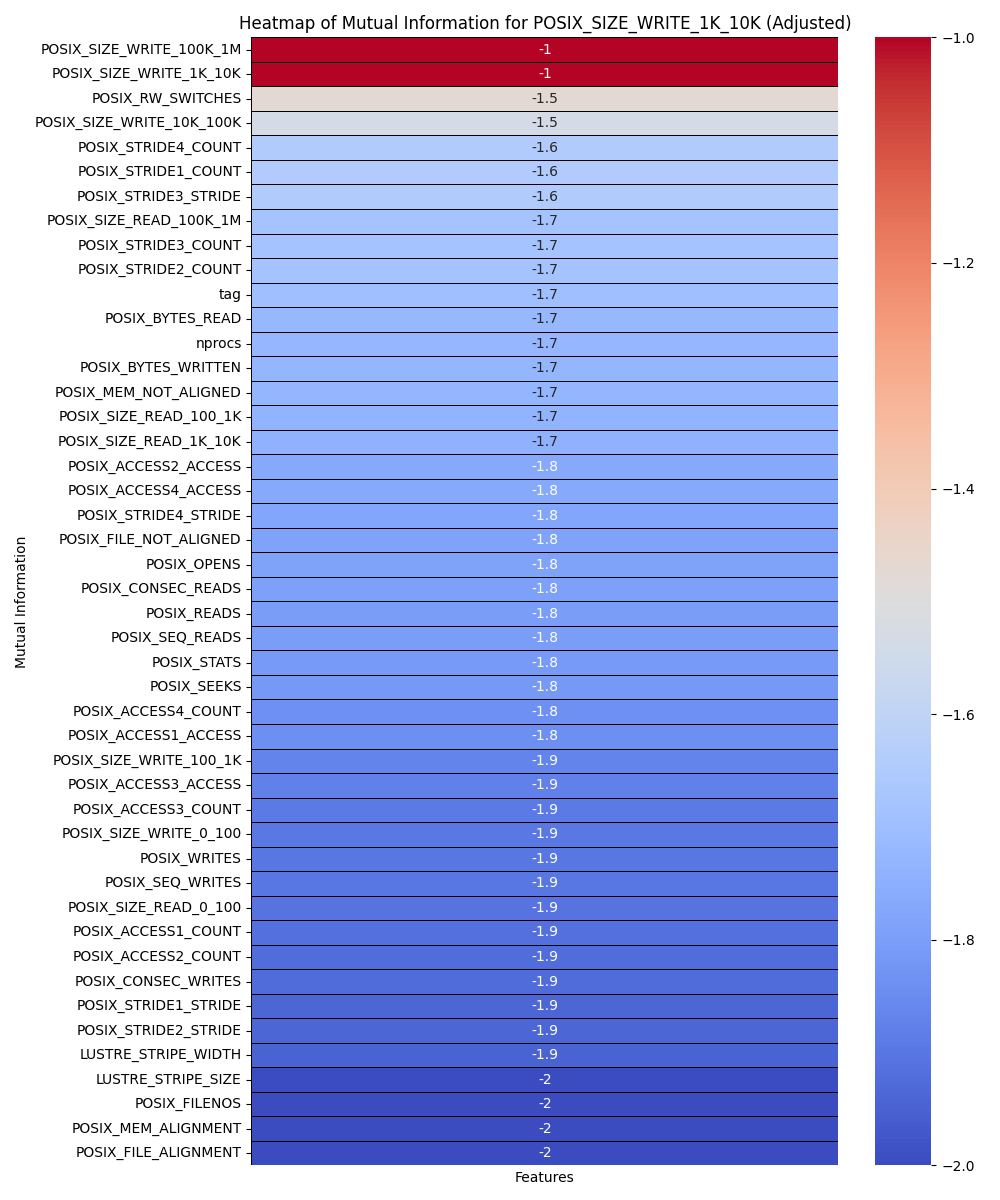 Heatmap of Mutual Information for POSIX_SIZE_WRITE_1K_10K (Adjusted)
POSIX_SIZE_WRITE_100K_1M -1
POSIX_SIZE_WRITE_1K_10K -1
POSIX_RW_SWITCHES -1.5
POSIX_SIZE_WRITE_10K_100K -1.5
POSIX_STRIDE4_COUNT -1.6
POSIX_STRIDE1_COUNT -1.6
POSIX_STRIDE3_STRIDE -1.6
POSIX_SIZE_READ_100K_1M -1.7
POSIX_STRIDE3_COUNT -1.7
POSIX_STRIDE2_COUNT -1.7
tag -1.7
POSIX_BYTES_READ -1.7
nprocs -1.7
POSIX_BYTES_WRITTEN -1.7
POSIX_MEM_NOT_ALIGNED -1.7
POSIX_SIZE_READ_100_1K -1.7
POSIX_SIZE_READ_1K_10K -1.7
POSIX_ACCESS2_ACCESS -1.8
POSIX_ACCESS4_ACCESS -1.8
POSIX_STRIDE4_STRIDE -1.8
POSIX_FILE_NOT_ALIGNED -1.8
POSIX_OPENS -1.8
POSIX_CONSEC_READS -1.8
POSIX_READS -1.8
POSIX_SEQ_READS -1.8
POSIX_STATS -1.8
POSIX_SEEKS -1.8
POSIX_ACCESS4_COUNT -1.8
POSIX_ACCESS1_ACCESS -1.8
POSIX_SIZE_WRITE_100_1K -1.9
POSIX_ACCESS3_ACCESS -1.9
POSIX_ACCESS3_COUNT -1.9
POSIX_SIZE_WRITE_0_100 -1.9
POSIX_WRITES -1.9
POSIX_SEQ_WRITES -1.9
POSIX_SIZE_READ_0_100 -1.9
POSIX_ACCESS1_COUNT -1.9
POSIX_ACCESS2_COUNT -1.9
POSIX_CONSEC_WRITES -1.9
POSIX_STRIDE1_STRIDE -1.9
POSIX_STRIDE2_STRIDE -1.9
LUSTRE_STRIPE_WIDTH -1.9
LUSTRE_STRIPE_SIZE -2
POSIX_FILENOS -2
POSIX_MEM_ALIGNMENT -2
POSIX_FILE_ALIGNMENT -2
Mutual Information
Features
−1.0
−1.2
−1.4
−1.6
−1.8
−2.0